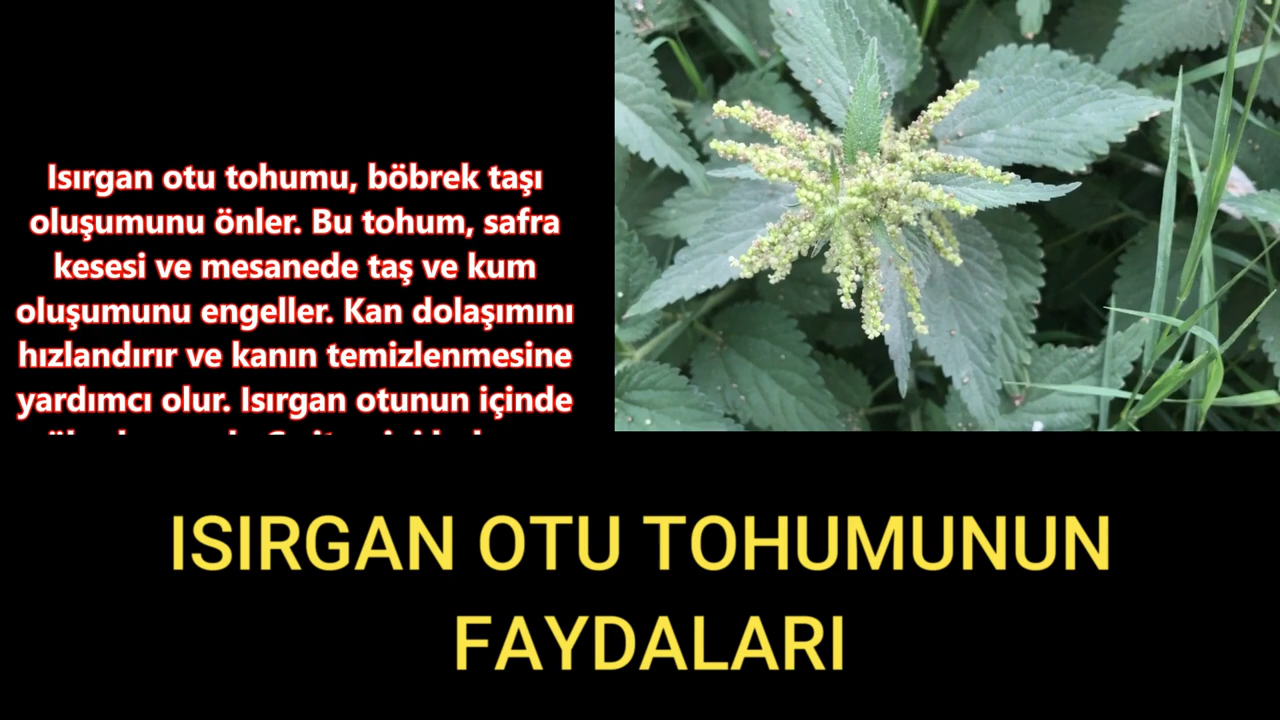 Isırgan otu tohumu, böbrek taşı
oluşumunu önler. Bu tohum, safra
kesesi ve mesanede taş ve kum
oluşumunu engeller. Kan dolaşımını
hızlandırır ve kanın temizlenmesine
yardımcı olur. Isırgan otunun içinde
ISIRGAN OTU TOHUMUNUN
FAYDALARI